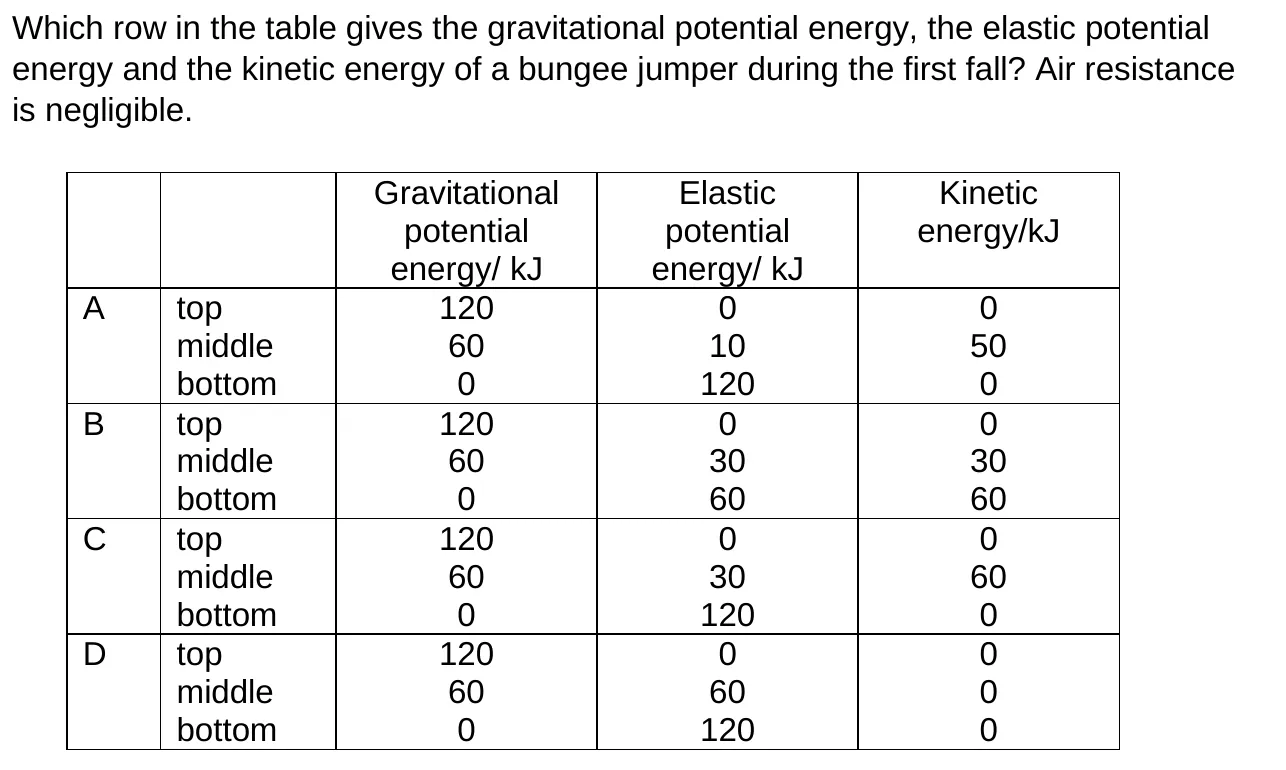 Which row in the table gives the gravitational potential energy, the elastic potential
energy and the kinetic energy of a bungee jumper during the first fall? Air resistance
is negligible.
Gravitational potential energy/ kJ Elastic potential energy/ kJ Kinetic energy/kJ
A top 120 0 0
middle 60 10 50
bottom 0 120 0
B top 120 0 0
middle 60 30 30
bottom 0 60 60
C top 120 0 0
middle 60 30 60
bottom 0 120 0
D top 120 0 0
middle 60 60 0
bottom 0 120 0